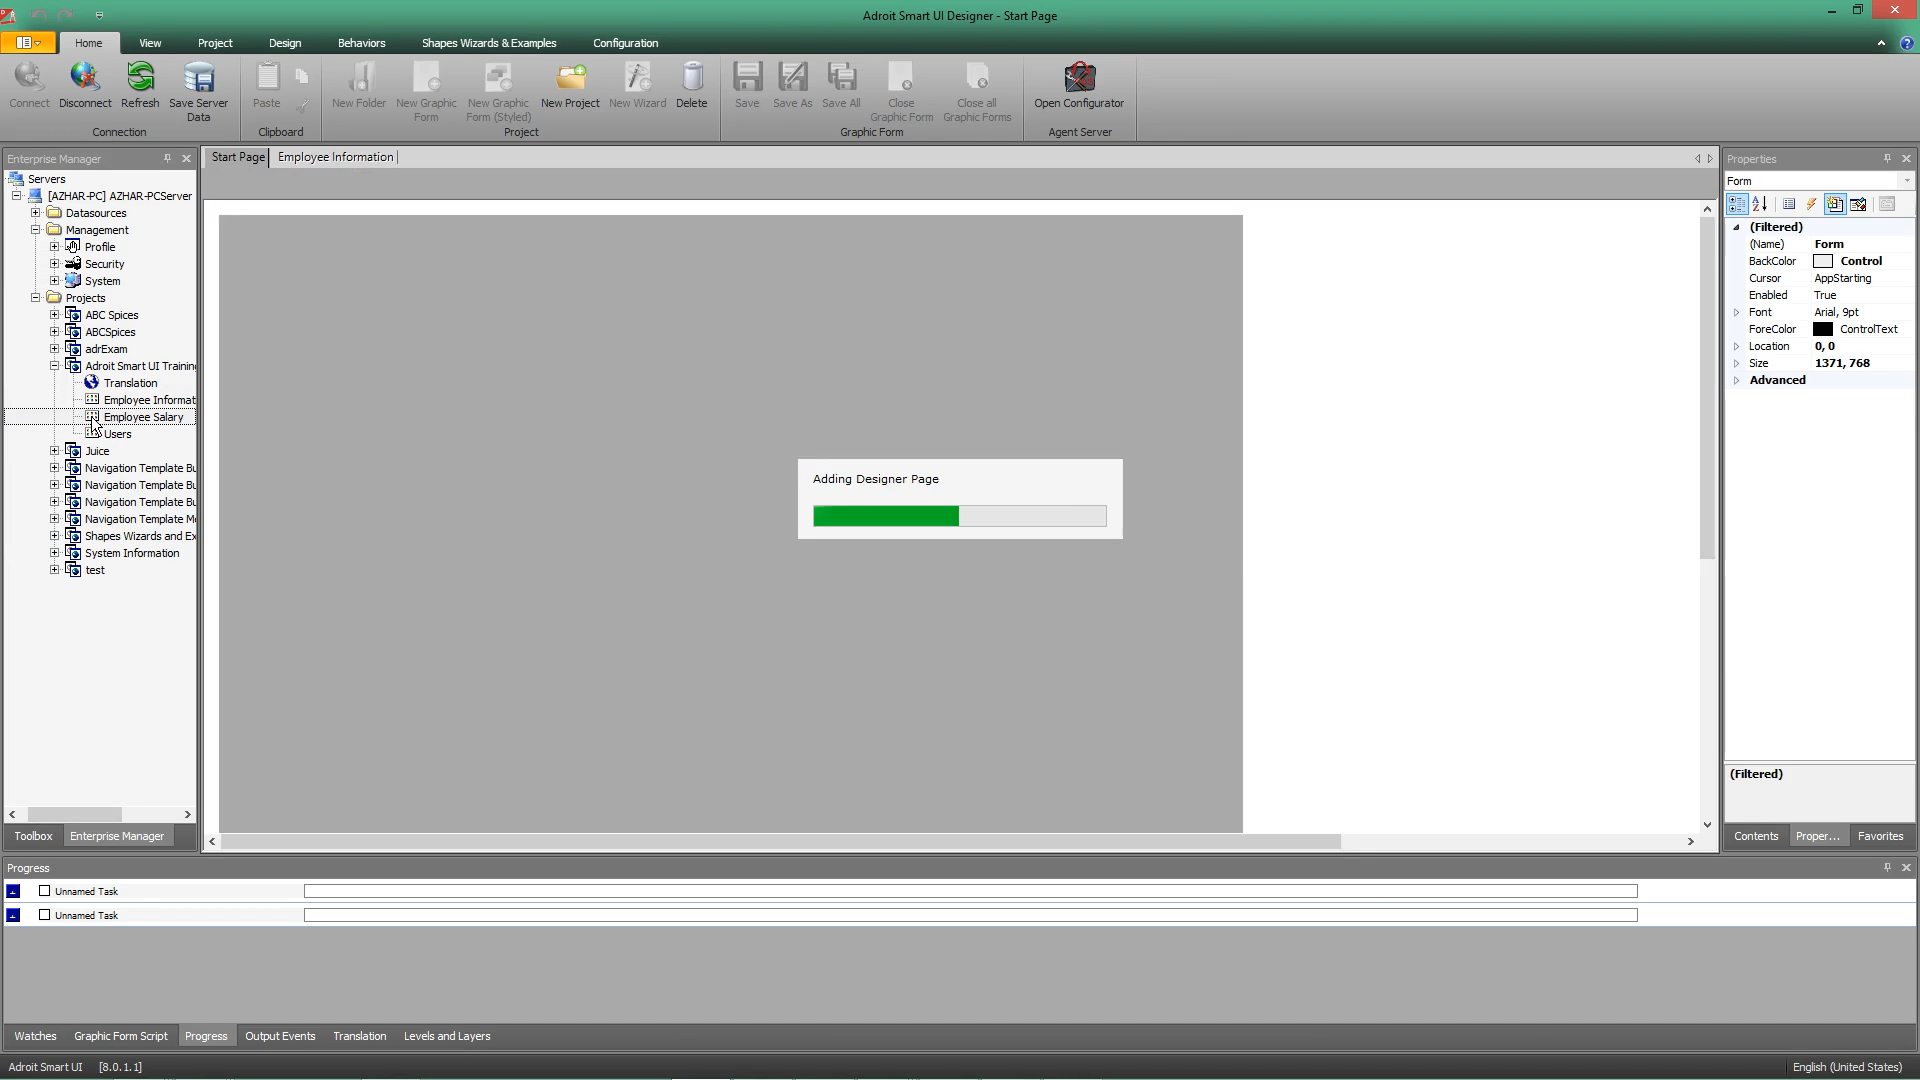 Adroit Smart UI Designer - Start Page
Home View Project Design Behaviors Shapes Wizards & Examples Configuration
Connect Disconnect Refresh Save Server Data
Connection
Paste
Clipboard
New Folder New Graphic Form New Graphic Form (Styled) New Project New Wizard Delete
Project
Save Save As Save All Close Graphic Form Close all Graphic Forms
Graphic Form
Open Configurator
Agent Server
Enterprise Manager
Servers
[AZHAR-PC] AZHAR-PCServer
Datasources
Management
Profile
Security
System
Projects
ABC Spices
ABCSpices
adrExam
Adroit Smart UI Training
Translation
Employee Informat
Employee Salary
Users
Juice
Navigation Template Bu
Navigation Template Bu
Navigation Template Bu
Navigation Template Mo
Shapes Wizards and Ex
System Information
test
Toolbox Enterprise Manager
Start Page Employee Information
Adding Designer Page
Properties
Form
(Filtered)
(Name) Form
BackColor Control
Cursor AppStarting
Enabled True
Font Arial, 9pt
ForeColor ControlText
Location 0, 0
Size 1371, 768
Advanced
(Filtered)
Contents Proper... Favorites
Progress
Unnamed Task
Unnamed Task
Watches Graphic Form Script Progress Output Events Translation Levels and Layers
Adroit Smart UI [8.0.1.1]
English (United States)